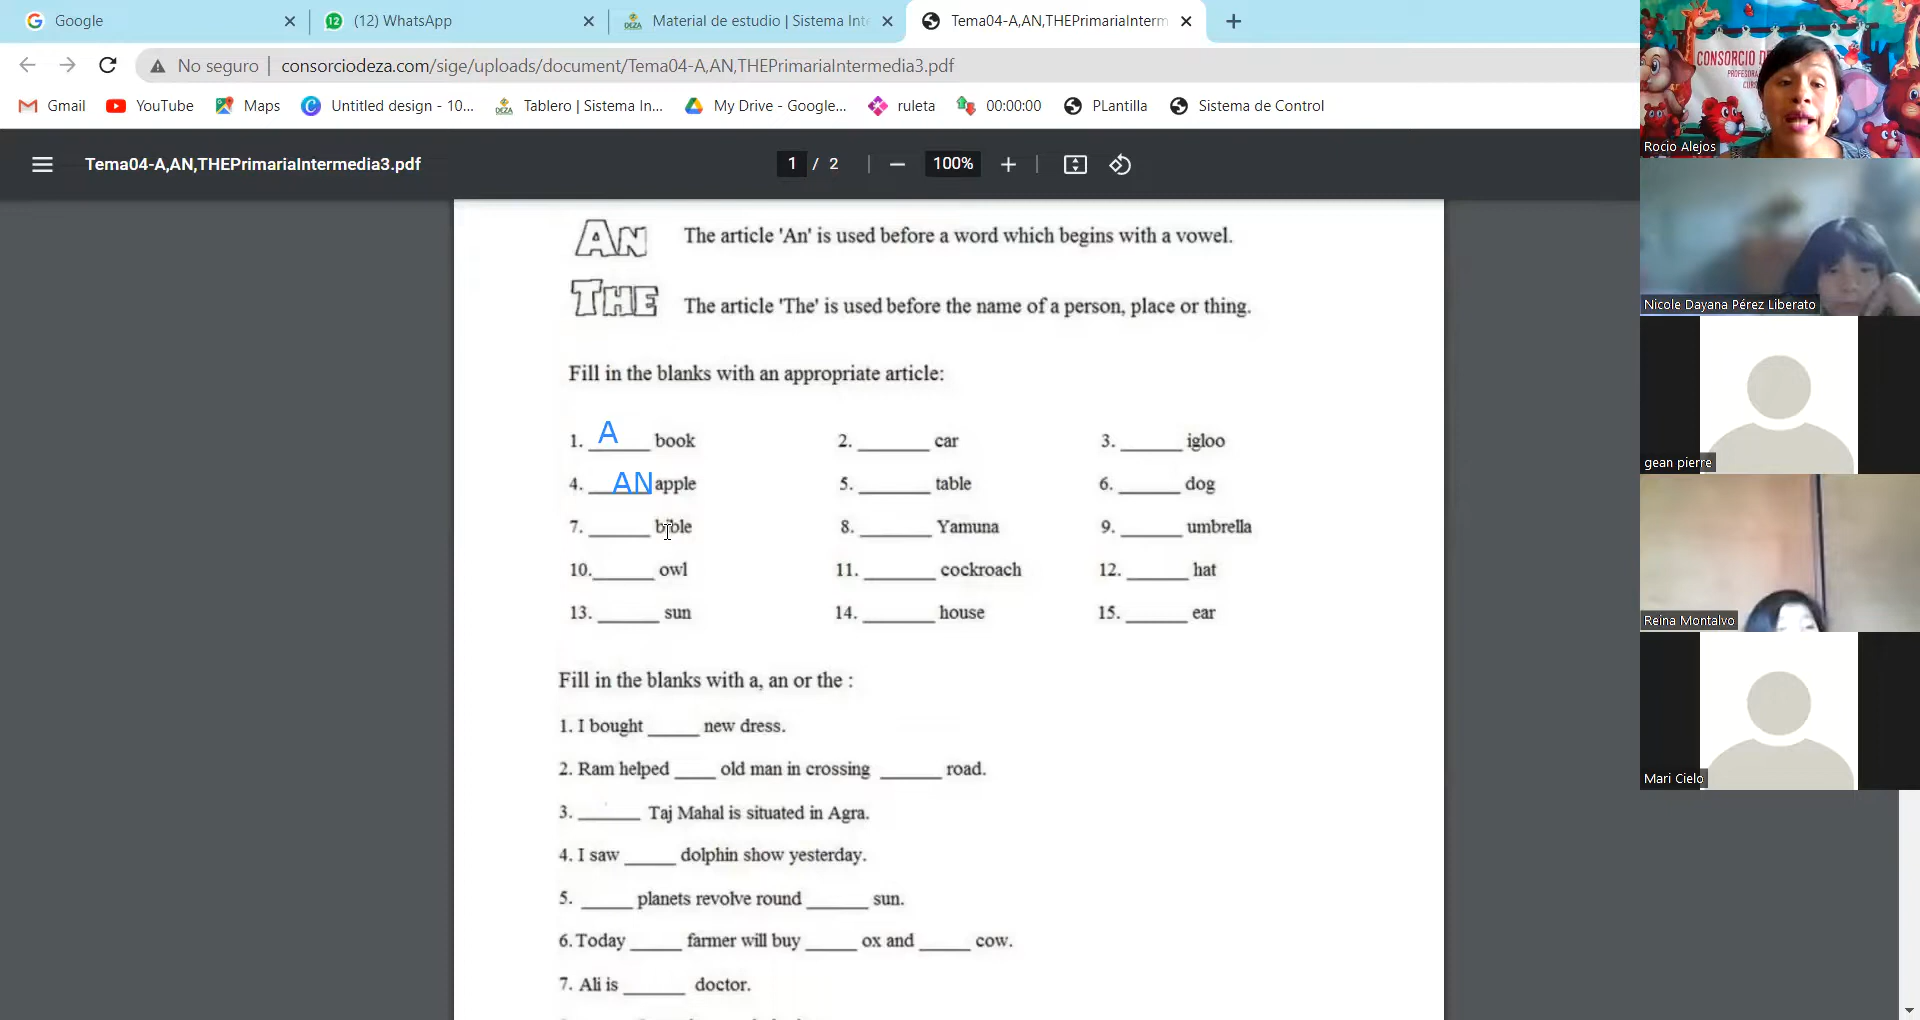 Google
(12) WhatsApp
Material de estudio | Sistema Inte
Tema04-A,AN,THEPrimariaInterm
No seguro | consorciodeza.com/sige/uploads/document/Tema04-A,AN,THEPrimariaIntermedia3.pdf
Gmail YouTube Maps Untitled design - 10... Tablero | Sistema In... My Drive - Google... ruleta 00:00:00 PLantilla Sistema de Control
Tema04-A,AN,THEPrimariaIntermedia3.pdf
1 / 2 100%
AN The article 'An' is used before a word which begins with a vowel.
THE The article 'The' is used before the name of a person, place or thing.
Fill in the blanks with an appropriate article:
1. A book 2. ______ car 3. ______ igloo
4. AN apple 5. ______ table 6. ______ dog
7. ______ bible 8. ______ Yamuna 9. ______ umbrella
10. ______ owl 11. ______ cockroach 12. ______ hat
13. ______ sun 14. ______ house 15. ______ ear
Fill in the blanks with a, an or the :
1. I bought _____ new dress.
2. Ram helped ____ old man in crossing ______ road.
3. ______ Taj Mahal is situated in Agra.
4. I saw _____ dolphin show yesterday.
5. _____ planets revolve round ______ sun.
6. Today _____ farmer will buy _____ ox and _____ cow.
7. Ali is ______ doctor.
CONSORCIO
Rocio Alejos
Nicole Dayana Pérez Liberato
gean pierre
Reina Montalvo
Mari Cielo